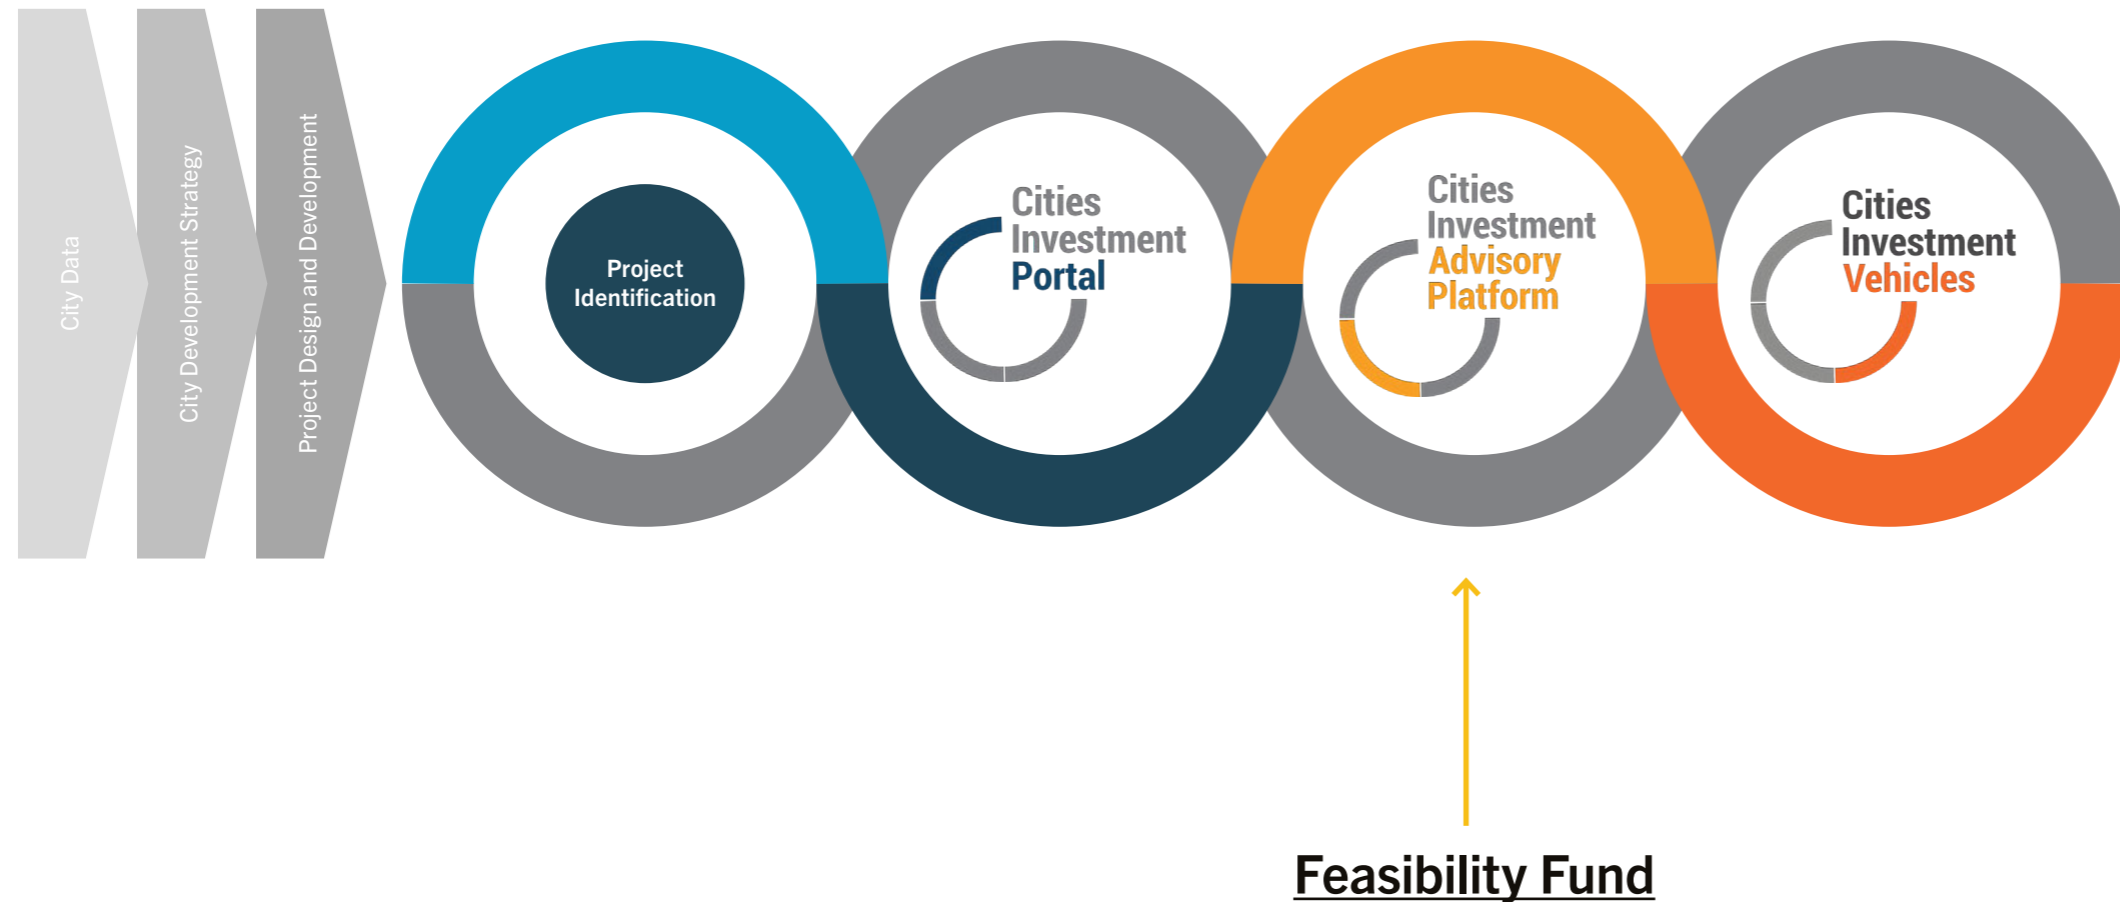 City Data
City Development Strategy
Project Design and Development
Project
Identification
Cities
Investment
Portal
Cities
Investment
Advisory
Platform
Cities
Investment
Vehicles
Feasibility Fund